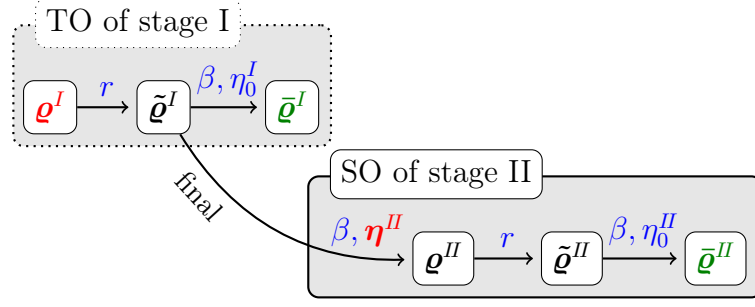 TO of stage I
r
β, η₀ᴵ
ϱᴵ
ϱ̃ᴵ
ϱ̄ᴵ
final
SO of stage II
β, ηᴵᴵ
r
β, η₀ᴵᴵ
ϱᴵᴵ
ϱ̃ᴵᴵ
ϱ̄ᴵᴵ